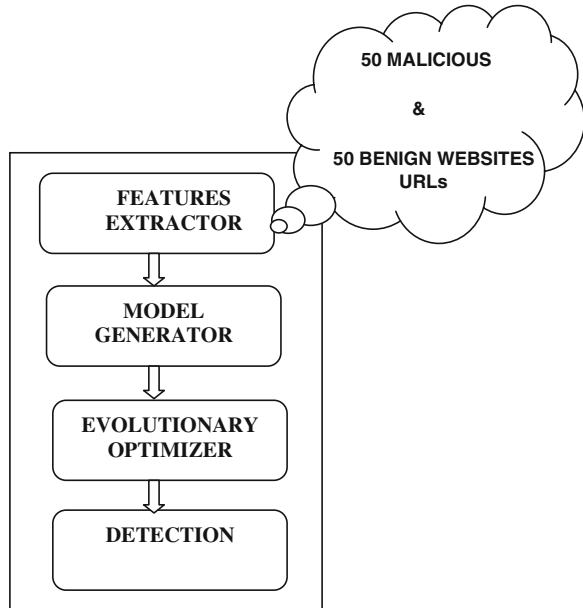 50 MALICIOUS
&
50 BENIGN WEBSITES
URLs
FEATURES
EXTRACTOR
MODEL
GENERATOR
EVOLUTIONARY
OPTIMIZER
DETECTION